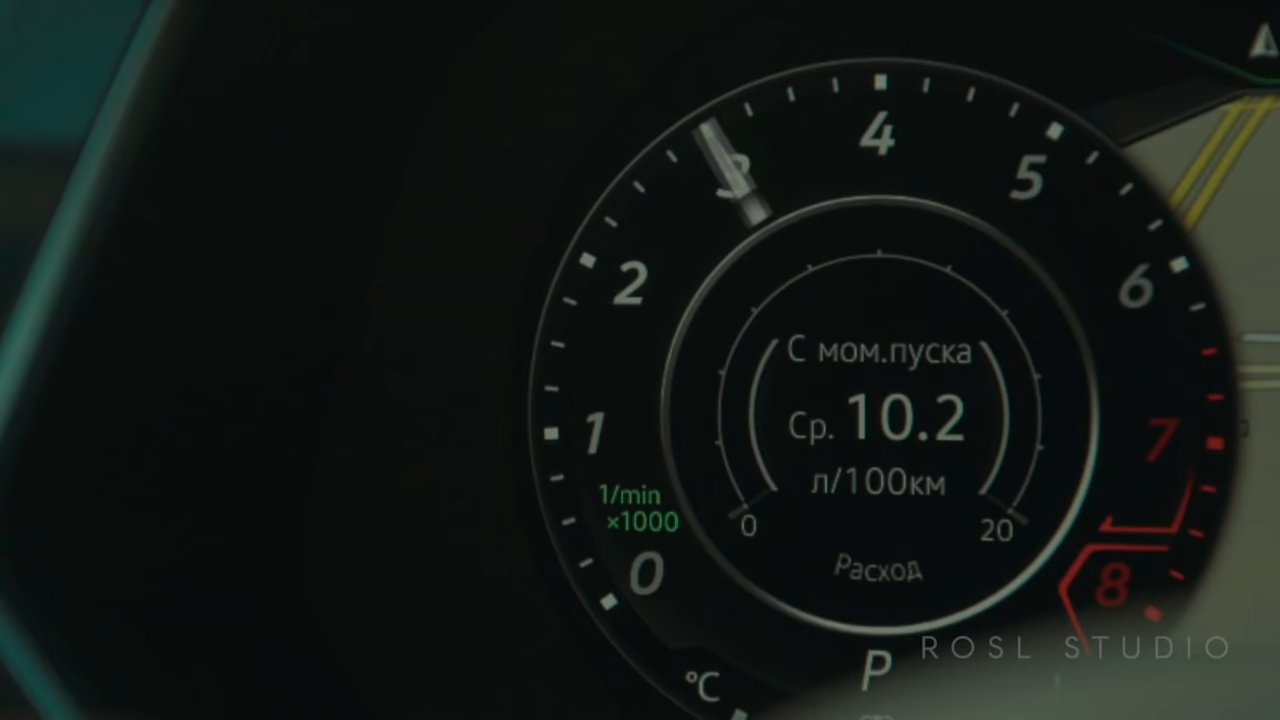 4
3
5
2
6
С мом.пуска
Ср. 10.2
1
7
л/100км
1/min
×1000
0
20
Расход
0
8
P
ROSL STUDIO
°C